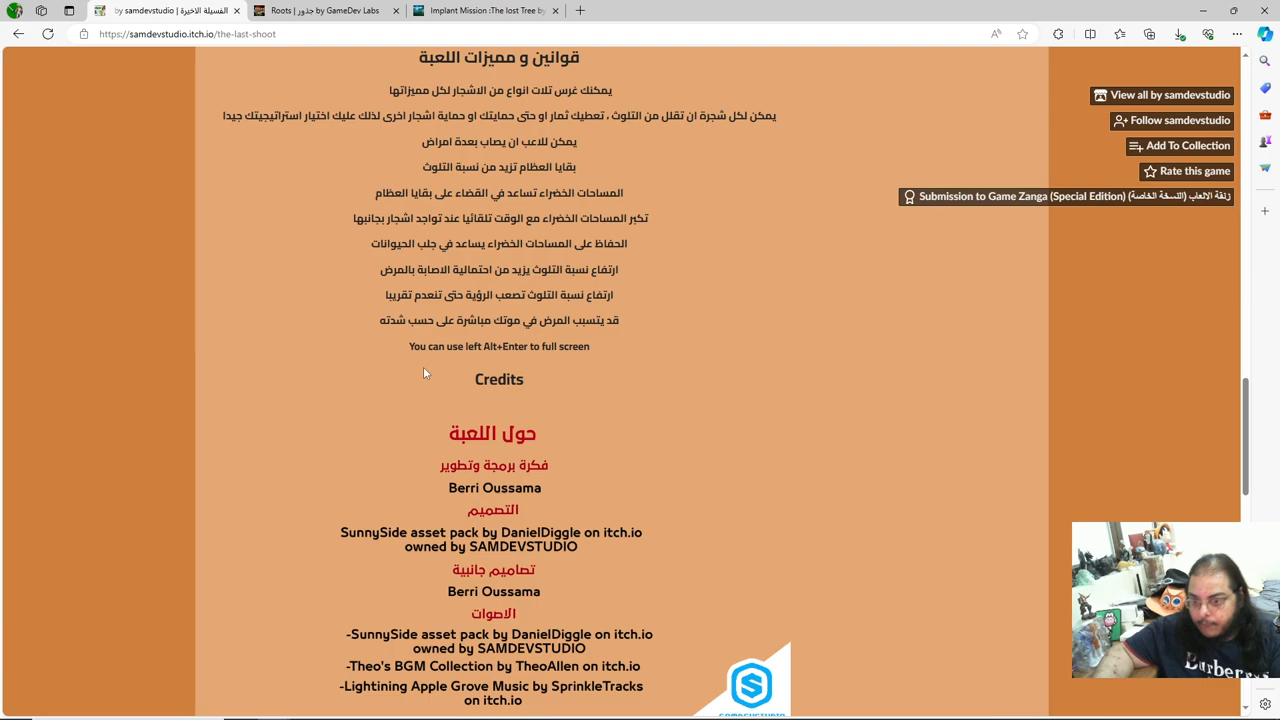 الفسيلة الاخيرة | by samdevstudio
Roots | جذور by GameDev Labs
Implant Mission :The lost Tree by
https://samdevstudio.itch.io/the-last-shoot
View all by samdevstudio
Follow samdevstudio
Add To Collection
Rate this game
Submission to Game Zanga (Special Edition) (زنقة الالعاب (النسخة الخاصة
قوانين و مميزات اللعبة
يمكنك غرس تلات انواع من الاشجار لكل مميزاتها
يمكن لكل شجرة ان تقلل من التلوث ، تعطيك ثمار او حتى حمايتك او حماية اشجار اخرى لذلك عليك اختيار استراتيجيتك جيدا
يمكن للاعب ان يصاب بعدة امراض
بقايا العظام تزيد من نسبة التلوث
المساحات الخضراء تساعد في القضاء على بقايا العظام
تكبر المساحات الخضراء مع الوقت تلقائيا عند تواجد اشجار بجانبها
الحفاظ على المساحات الخضراء يساعد في جلب الحيوانات
ارتفاع نسبة التلوث يزيد من احتمالية الاصابة بالمرض
ارتفاع نسبة التلوث تصعب الرؤية حتى تنعدم تقريبا
قد يتسبب المرض في موتك مباشرة على حسب شدته
You can use left Alt+Enter to full screen
Credits
حول اللعبة
فكرة برمجة وتطوير
Berri Oussama
التصميم
SunnySide asset pack by DanielDiggle on itch.io
owned by SAMDEVSTUDIO
تصاميم جانبية
Berri Oussama
الاصوات
-SunnySide asset pack by DanielDiggle on itch.io
owned by SAMDEVSTUDIO
-Theo's BGM Collection by TheoAllen on itch.io
-Lightining Apple Grove Music by SprinkleTracks
on itch.io
SAMDEVSTUDIO